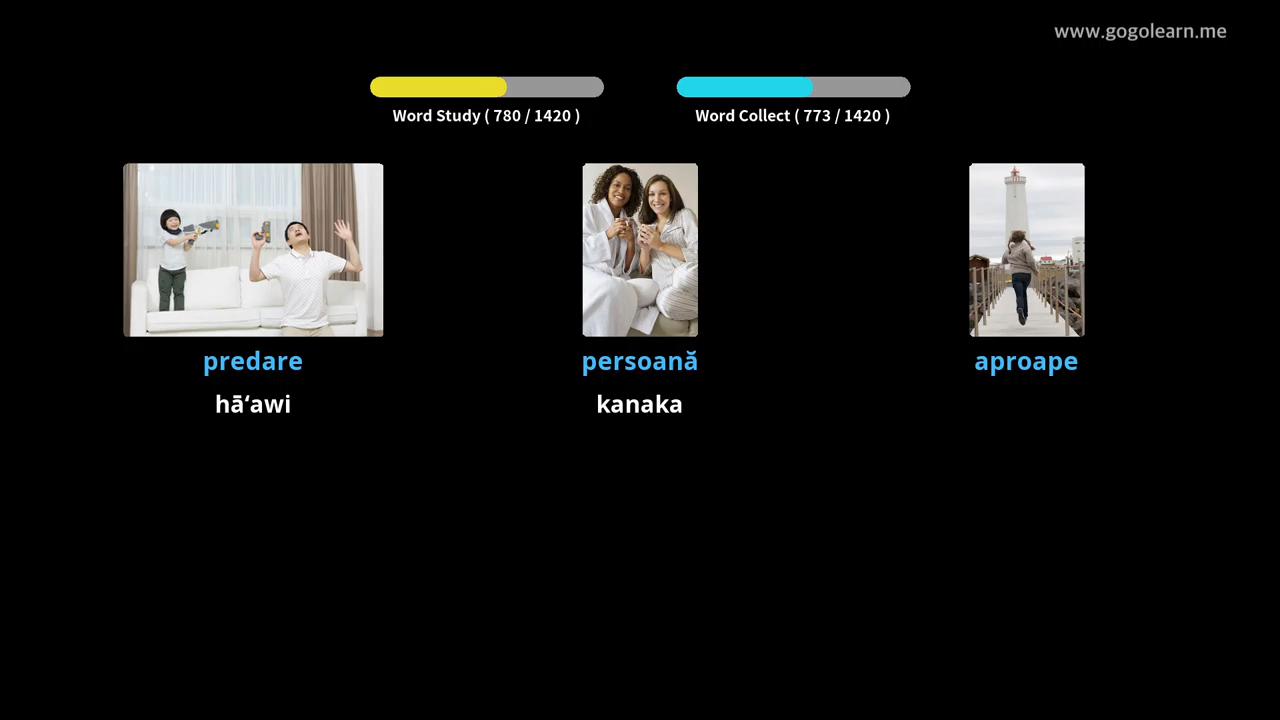 www.gogolearn.me
Word Study ( 780 / 1420 )
Word Collect ( 773 / 1420 )
predare
persoană
aproape
hāʻawi
kanaka